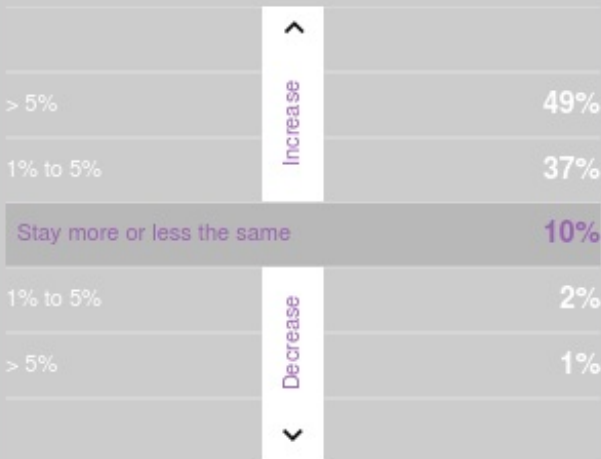 > 5% 49%
Increase
1% to 5% 37%
Stay more or less the same 10%
1% to 5% 2%
Decrease
> 5% 1%